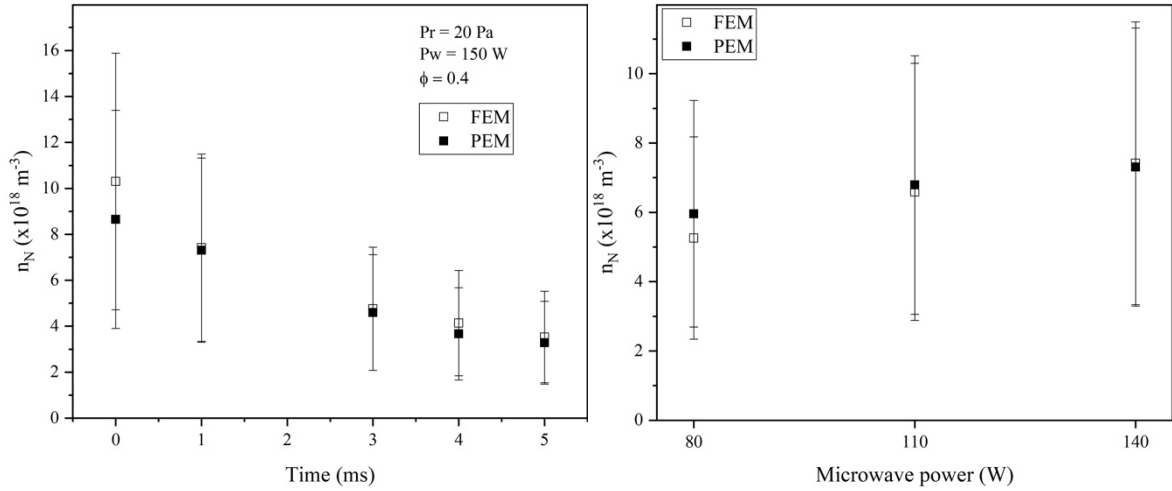 16
14
12
10
8
6
4
2
0
n_N (x10^18 m^-3)
Pr = 20 Pa
Pw = 150 W
ϕ = 0.4
FEM
PEM
0 1 2 3 4 5
Time (ms)
FEM
PEM
10
8
6
4
2
0
n_N (x10^18 m^-3)
80 110 140
Microwave power (W)